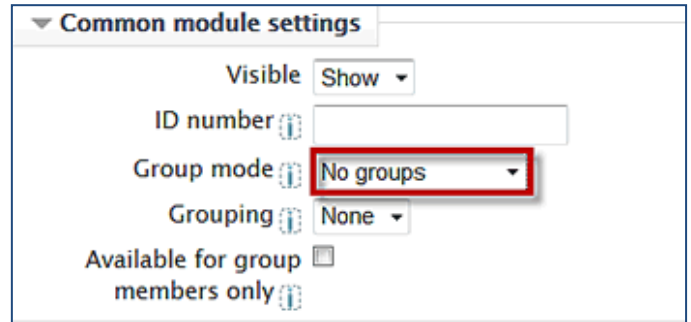 Common module settings
Visible Show
ID number
Group mode No groups
Grouping None
Available for group
members only